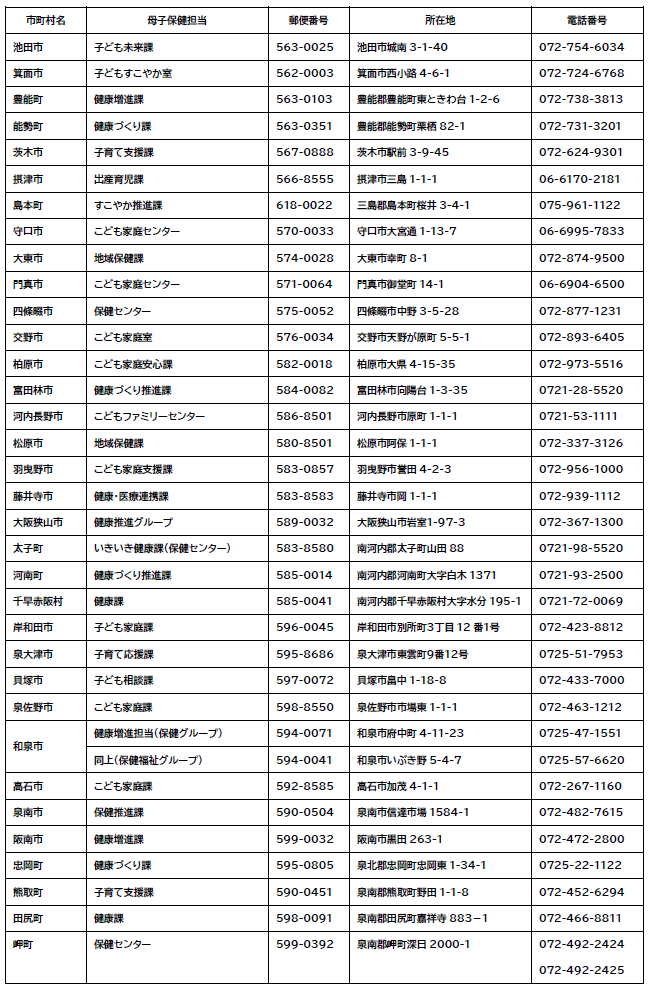 市町村名 母子保健担当 郵便番号 所在地 電話番号
池田市 子ども未来課 563-0025 池田市城南 3-1-40 072-754-6034
箕面市 子どもすこやか室 562-0003 箕面市西小路 4-6-1 072-724-6768
豊能町 健康増進課 563-0103 豊能郡豊能町東ときわ台 1-2-6 072-738-3813
能勢町 健康づくり課 563-0351 豊能郡能勢町栗栖 82-1 072-731-3201
茨木市 子育て支援課 567-0888 茨木市駅前 3-9-45 072-624-9301
摂津市 出産育児課 566-8555 摂津市三島 1-1-1 06-6170-2181
島本町 すこやか推進課 618-0022 三島郡島本町桜井 3-4-1 075-961-1122
守口市 こども家庭センター 570-0033 守口市大宮通 1-13-7 06-6995-7833
大東市 地域保健課 574-0028 大東市幸町 8-1 072-874-9500
門真市 こども家庭センター 571-0064 門真市御堂町 14-1 06-6904-6500
四條畷市 保健センター 575-0052 四條畷市中野 3-5-28 072-877-1231
交野市 こども家庭室 576-0034 交野市天野が原町 5-5-1 072-893-6405
柏原市 こども家庭安心課 582-0018 柏原市大県 4-15-35 072-973-5516
富田林市 健康づくり推進課 584-0082 富田林市向陽台 1-3-35 0721-28-5520
河内長野市 こどもファミリーセンター 586-8501 河内長野市原町 1-1-1 0721-53-1111
松原市 地域保健課 580-8501 松原市阿保 1-1-1 072-337-3126
羽曳野市 こども家庭支援課 583-0857 羽曳野市誉田 4-2-3 072-956-1000
藤井寺市 健康・医療連携課 583-8583 藤井寺市岡 1-1-1 072-939-1112
大阪狭山市 健康推進グループ 589-0032 大阪狭山市岩室1-97-3 072-367-1300
太子町 いきいき健康課（保健センター） 583-8580 南河内郡太子町山田 88 0721-98-5520
河南町 健康づくり推進課 585-0014 南河内郡河南町大字白木 1371 0721-93-2500
千早赤阪村 健康課 585-0041 南河内郡千早赤阪村大字水分 195-1 0721-72-0069
岸和田市 子ども家庭課 596-0045 岸和田市別所町3丁目 12 番1号 072-423-8812
泉大津市 子育て応援課 595-8686 泉大津市東雲町9番12号 0725-51-7953
貝塚市 子ども相談課 597-0072 貝塚市畠中 1-18-8 072-433-7000
泉佐野市 こども家庭課 598-8550 泉佐野市市場東 1-1-1 072-463-1212
和泉市 健康増進担当（保健グループ） 594-0071 和泉市府中町 4-11-23 0725-47-1551
同上（保健福祉グループ） 594-0041 和泉市いぶき野 5-4-7 0725-57-6620
高石市 こども家庭課 592-8585 高石市加茂 4-1-1 072-267-1160
泉南市 保健推進課 590-0504 泉南市信達市場 1584-1 072-482-7615
阪南市 健康増進課 599-0032 阪南市黒田 263-1 072-472-2800
忠岡町 健康づくり課 595-0805 泉北郡忠岡町忠岡東 1-34-1 0725-22-1122
熊取町 子育て支援課 590-0451 泉南郡熊取町野田 1-1-8 072-452-6294
田尻町 健康課 598-0091 泉南郡田尻町嘉祥寺 883－1 072-466-8811
岬町 保健センター 599-0392 泉南郡岬町深日 2000-1 072-492-2424
072-492-2425